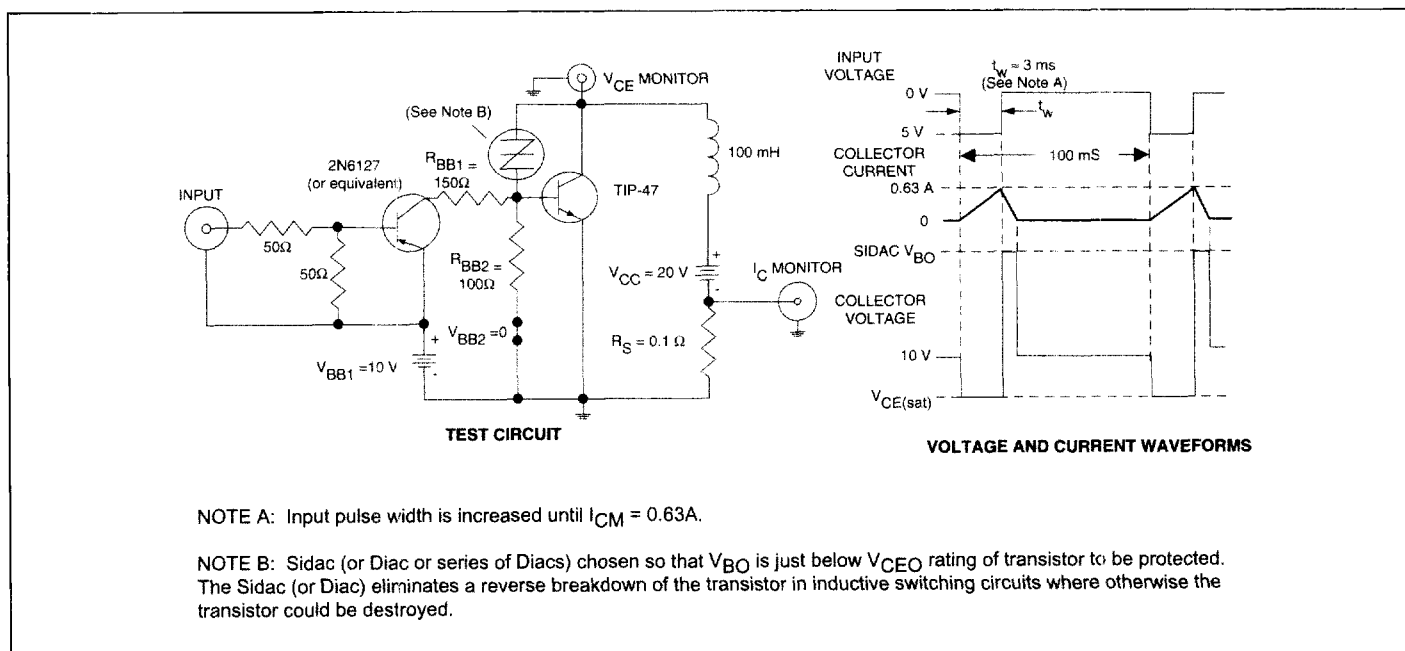 V_CE MONITOR
(See Note B)
2N6127
(or equivalent)
R_BB1 =
150Ω
TIP-47
100 mH
INPUT
50Ω
50Ω
R_BB2 =
100Ω
V_CC = 20 V
+
-
I_C MONITOR
V_BB2 =0
R_S = 0.1 Ω
V_BB1 =10 V
+
-
TEST CIRCUIT
INPUT
VOLTAGE
t_w ≈ 3 ms
(See Note A)
0 V
t_w
5 V
COLLECTOR
CURRENT
100 mS
0.63 A
0
SIDAC V_BO
COLLECTOR
VOLTAGE
10 V
V_CE(sat)
VOLTAGE AND CURRENT WAVEFORMS
NOTE A: Input pulse width is increased until I_CM = 0.63A.
NOTE B: Sidac (or Diac or series of Diacs) chosen so that V_BO is just below V_CEO rating of transistor to be protected.
The Sidac (or Diac) eliminates a reverse breakdown of the transistor in inductive switching circuits where otherwise the
transistor could be destroyed.